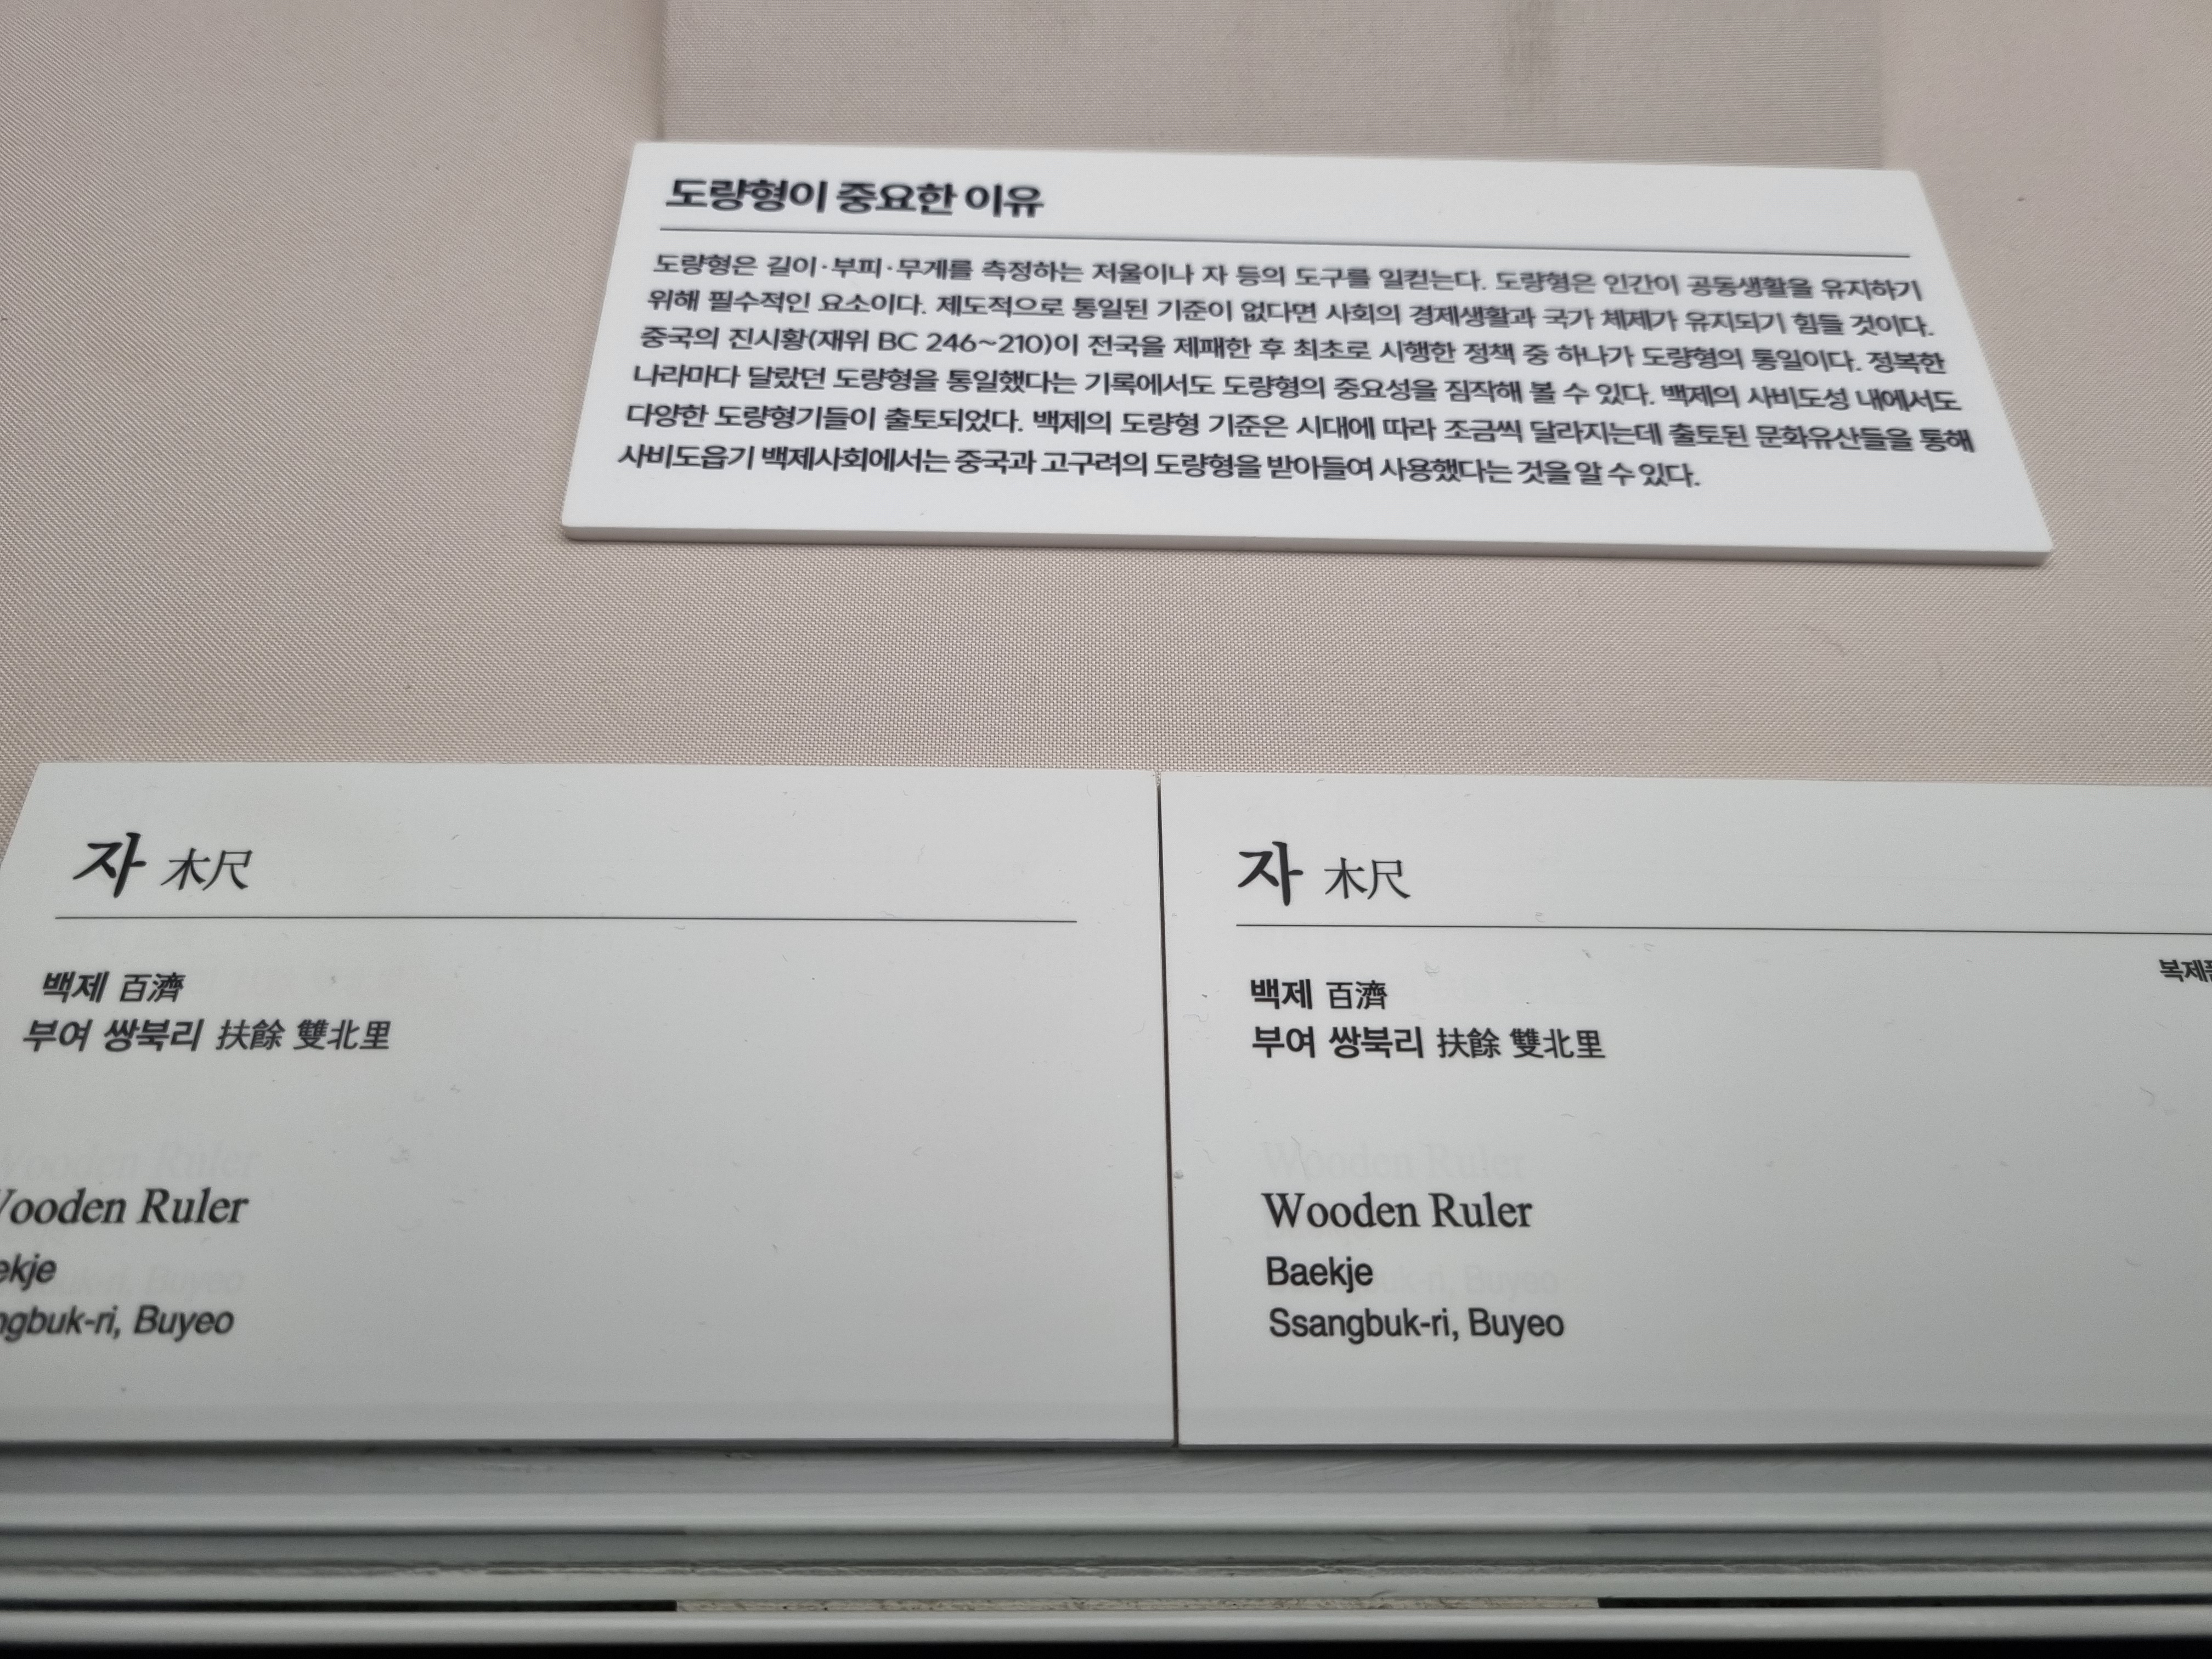 도량형이 중요한 이유
도량형은 길이·부피·무게를 측정하는 저울이나 자 등의 도구를 일컫는다. 도량형은 인간이 공동생활을 유지하기
위해 필수적인 요소이다. 제도적으로 통일된 기준이 없다면 사회의 경제생활과 국가 체제가 유지되기 힘들 것이다.
중국의 진시황(재위 BC 246~210)이 전국을 제패한 후 최초로 시행한 정책 중 하나가 도량형의 통일이다. 정복한
나라마다 달랐던 도량형을 통일했다는 기록에서도 도량형의 중요성을 짐작해 볼 수 있다. 백제의 사비도성 내에서도
다양한 도량형기들이 출토되었다. 백제의 도량형 기준은 시대에 따라 조금씩 달라지는데 출토된 문화유산들을 통해
사비도읍기 백제사회에서는 중국과 고구려의 도량형을 받아들여 사용했다는 것을 알 수 있다.
자 木尺
백제 百濟
부여 쌍북리 扶餘 雙北里
Wooden Ruler
ekje
ngbuk-ri, Buyeo
자 木尺
복제품
백제 百濟
부여 쌍북리 扶餘 雙北里
Wooden Ruler
Baekje
Ssangbuk-ri, Buyeo